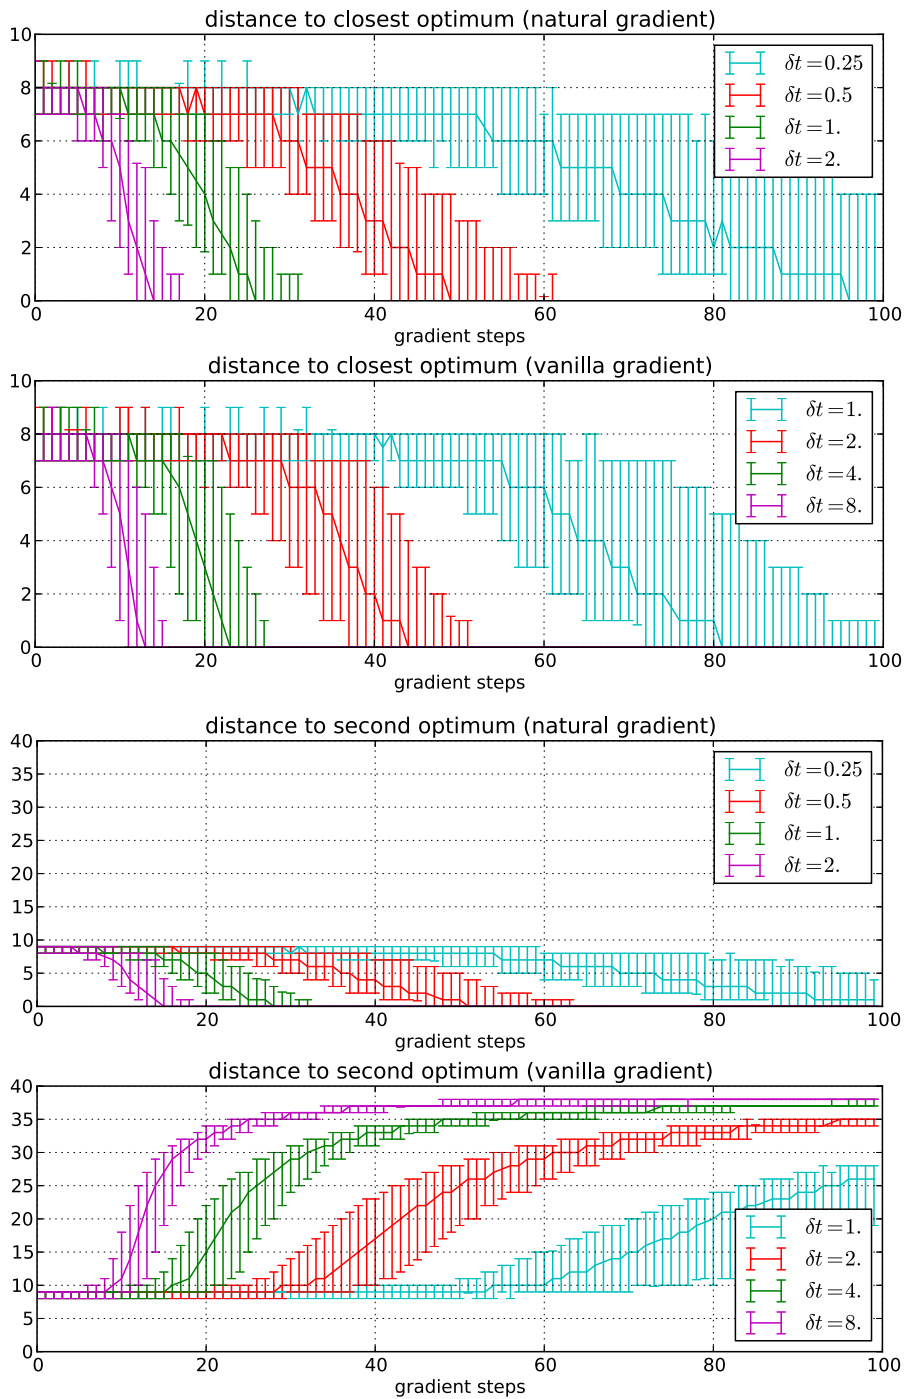 distance to closest optimum (natural gradient)
10
8
6
4
2
0
δt = 0.25
δt = 0.5
δt = 1.
δt = 2.
0 20 40 60 80 100
gradient steps
distance to closest optimum (vanilla gradient)
10
8
6
4
2
0
δt = 1.
δt = 2.
δt = 4.
δt = 8.
0 20 40 60 80 100
gradient steps
distance to second optimum (natural gradient)
40
35
30
25
20
15
10
5
0
δt = 0.25
δt = 0.5
δt = 1.
δt = 2.
0 20 40 60 80 100
gradient steps
distance to second optimum (vanilla gradient)
40
35
30
25
20
15
10
5
0
δt = 1.
δt = 2.
δt = 4.
δt = 8.
0 20 40 60 80 100
gradient steps